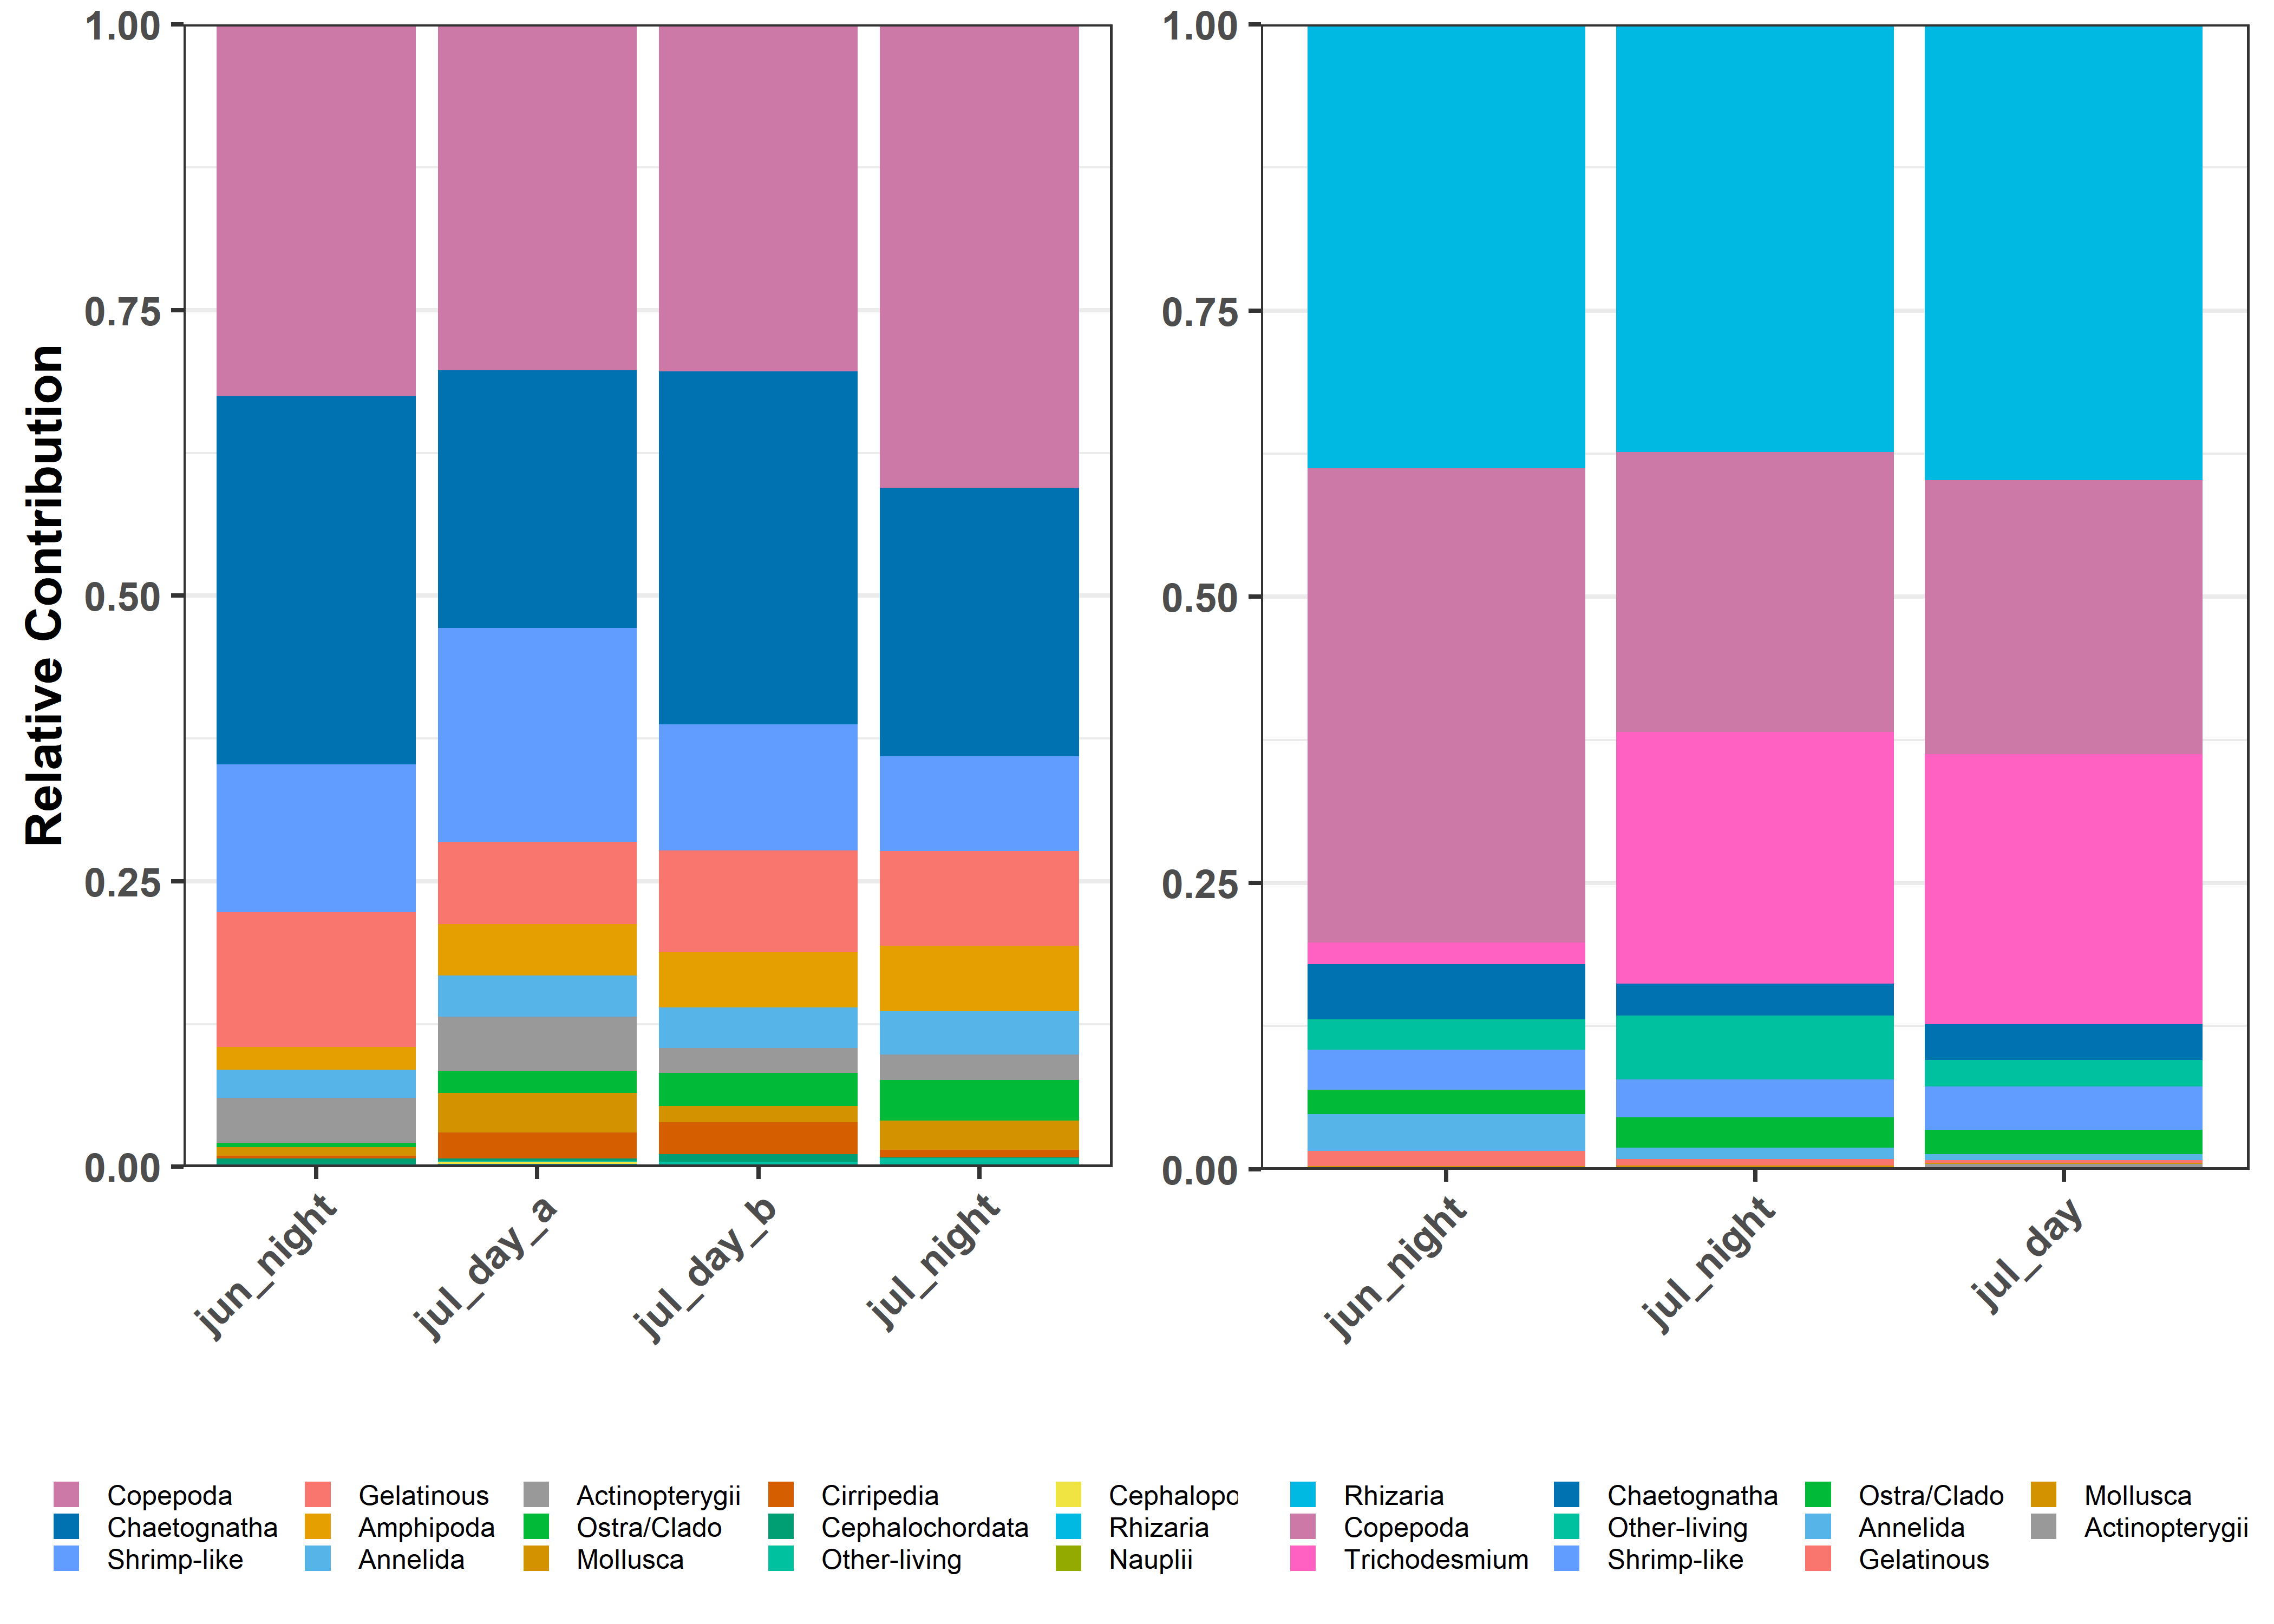 Relative Contribution
1.00
0.75
0.50
0.25
0.00
jun_night
jul_day_a
jul_day_b
jul_night
1.00
0.75
0.50
0.25
0.00
jun_night
jul_night
jul_day
Copepoda Gelatinous Actinopterygii Cirripedia Cephalopo
Chaetognatha Amphipoda Ostra/Clado Cephalochordata Rhizaria
Shrimp-like Annelida Mollusca Other-living Nauplii
Rhizaria Chaetognatha Ostra/Clado Mollusca
Copepoda Other-living Annelida Actinopterygii
Trichodesmium Shrimp-like Gelatinous